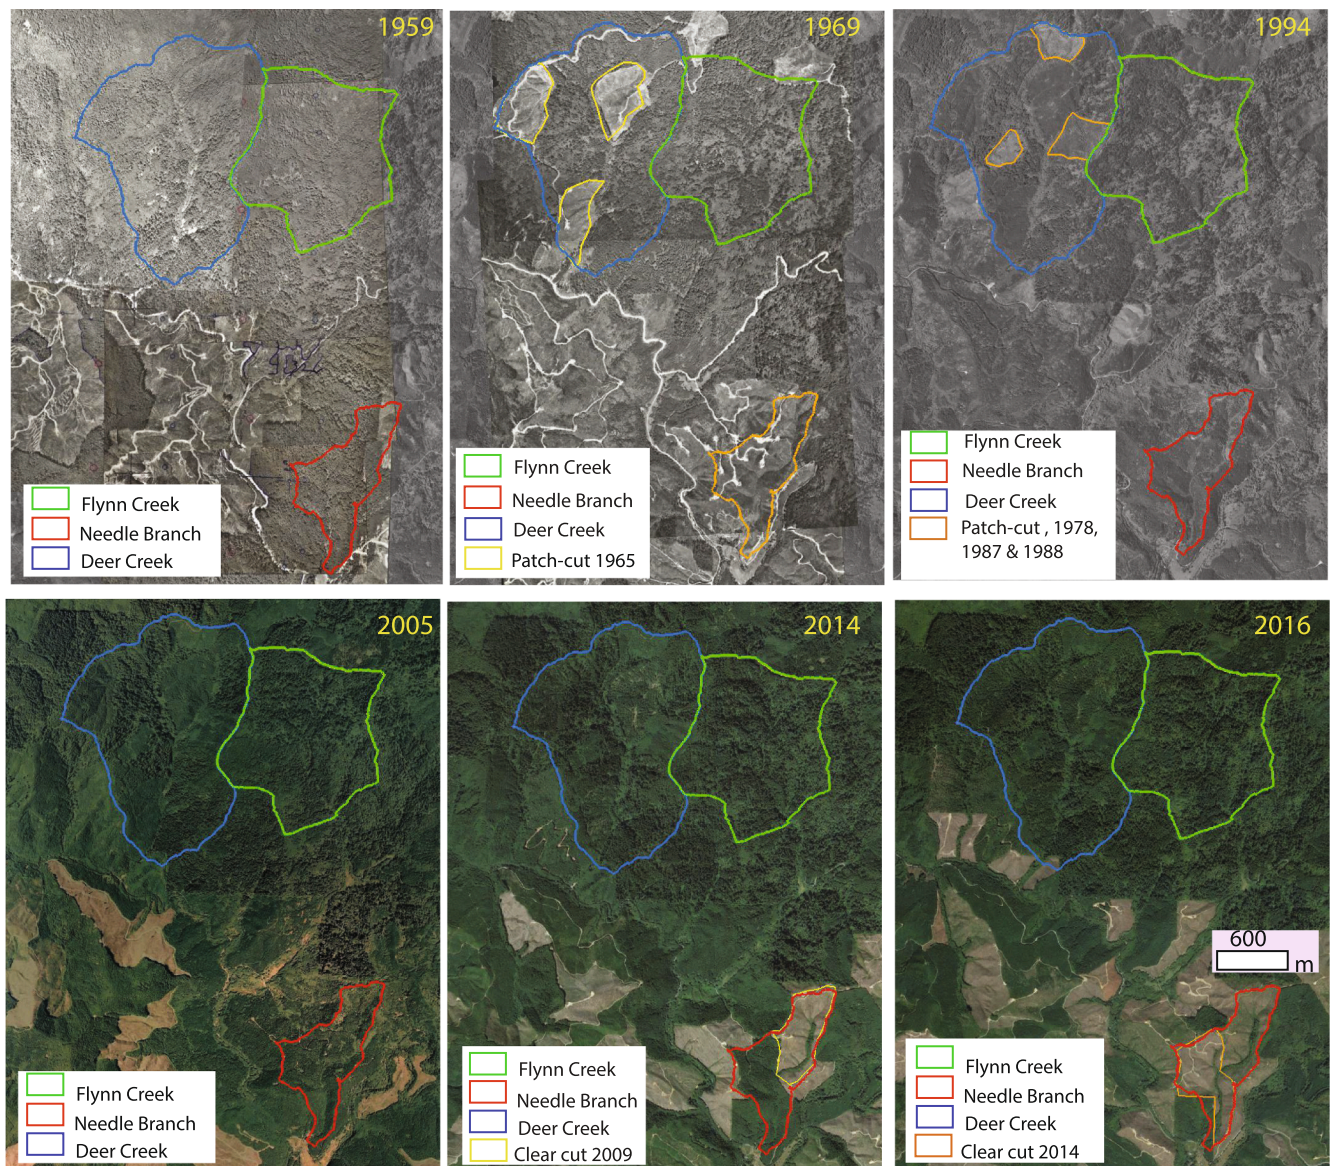 1959
Flynn Creek
Needle Branch
Deer Creek
1969
Flynn Creek
Needle Branch
Deer Creek
Patch-cut 1965
1994
Flynn Creek
Needle Branch
Deer Creek
Patch-cut , 1978,
1987 & 1988
2005
Flynn Creek
Needle Branch
Deer Creek
2014
Flynn Creek
Needle Branch
Deer Creek
Clear cut 2009
2016
600
m
Flynn Creek
Needle Branch
Deer Creek
Clear cut 2014